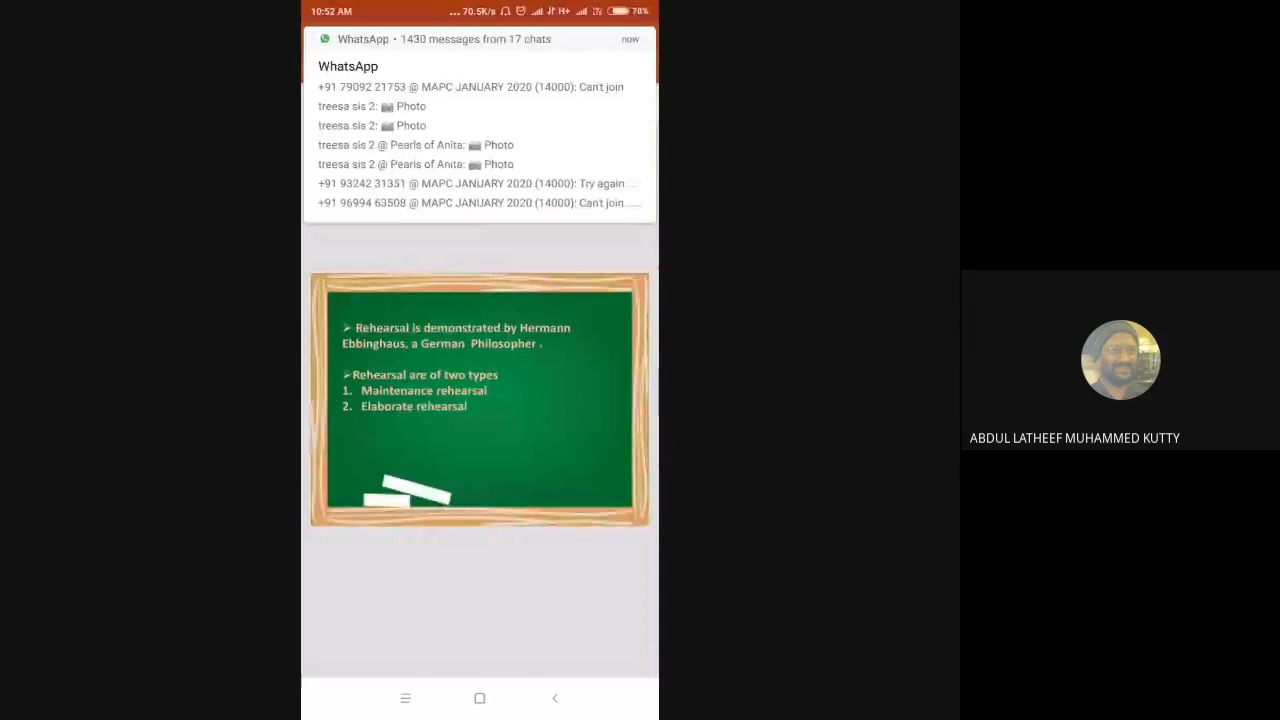 10:52 AM ... 70.5K/s H+ 78%
WhatsApp • 1430 messages from 17 chats now
WhatsApp
+91 79092 21753 @ MAPC JANUARY 2020 (14000): Can't join
treesa sis 2: 📷 Photo
treesa sis 2: 📷 Photo
treesa sis 2 @ Pearls of Anita: 📷 Photo
treesa sis 2 @ Pearls of Anita: 📷 Photo
+91 93242 31351 @ MAPC JANUARY 2020 (14000): Try again....
+91 96994 63508 @ MAPC JANUARY 2020 (14000): Can't join......
➢ Rehearsal is demonstrated by Hermann
Ebbinghaus, a German Philosopher .
➢Rehearsal are of two types
1. Maintenance rehearsal
2. Elaborate rehearsal
ABDUL LATHEEF MUHAMMED KUTTY